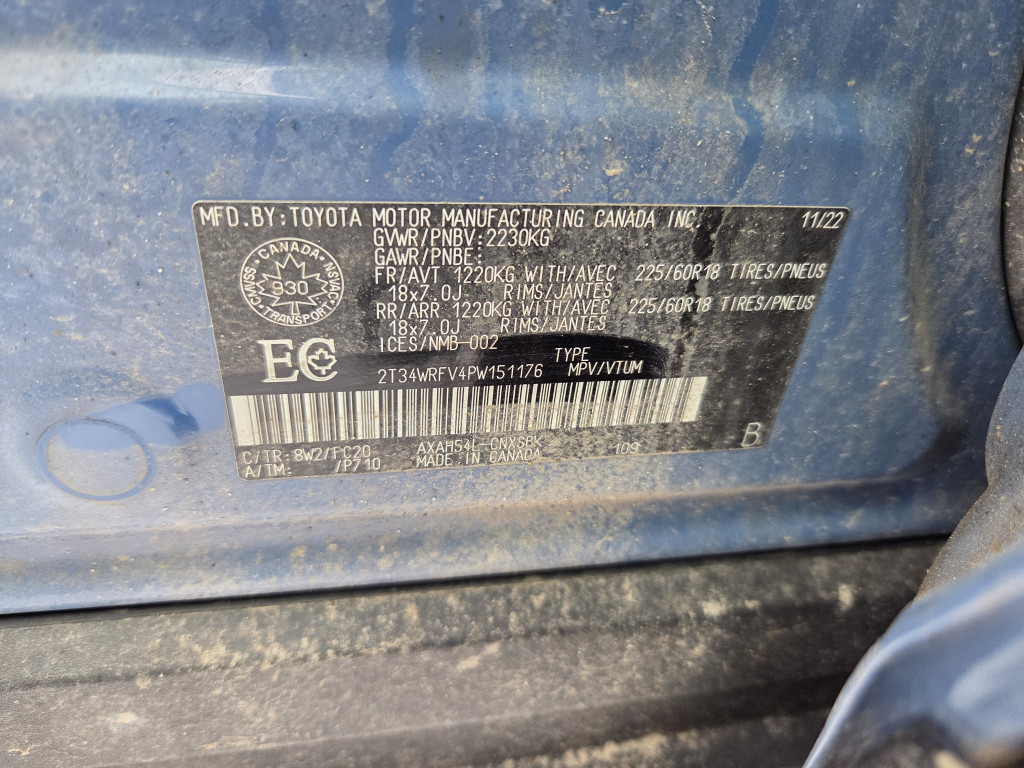 MFD.BY:TOYOTA MOTOR MANUFACTURING CANADA INC. 11/22
GVWR/PNBV:2230KG
GAWR/PNBE:
FR/AVT 1220KG WITH/AVEC 225/60R18 TIRES/PNEUS
18x7.0J RIMS/JANTES
RR/ARR 1220KG WITH/AVEC 225/60R18 TIRES/PNEUS
18x7.0J RIMS/JANTES
ICES/NMB-002
CANADA
930
TRANSPORT
NSVAC
CMVSS
EC
TYPE
2T34WRFV4PW151176 MPV/VTUM
C/TR:8W2/FC20 AXAH54L-CNXSBK 109 B
A/TM: /P710 MADE IN CANADA